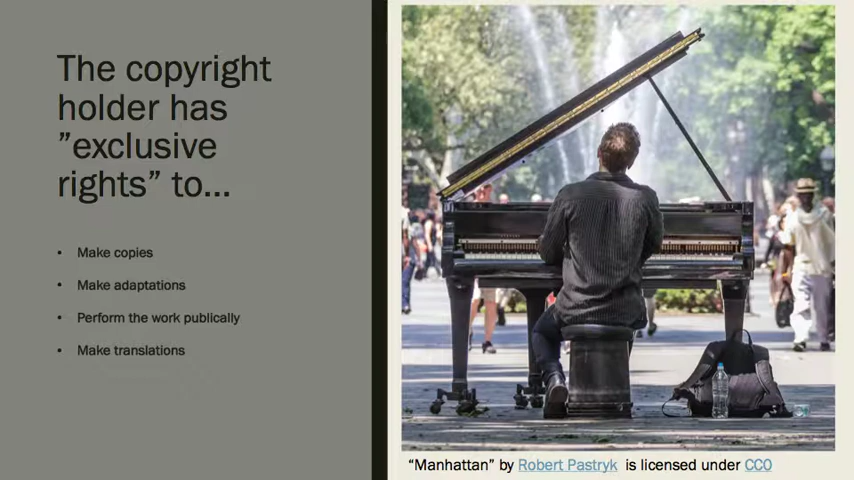 The copyright
holder has
”exclusive
rights” to...
• Make copies
• Make adaptations
• Perform the work publically
• Make translations
“Manhattan” by Robert Pastryk is licensed under CC0